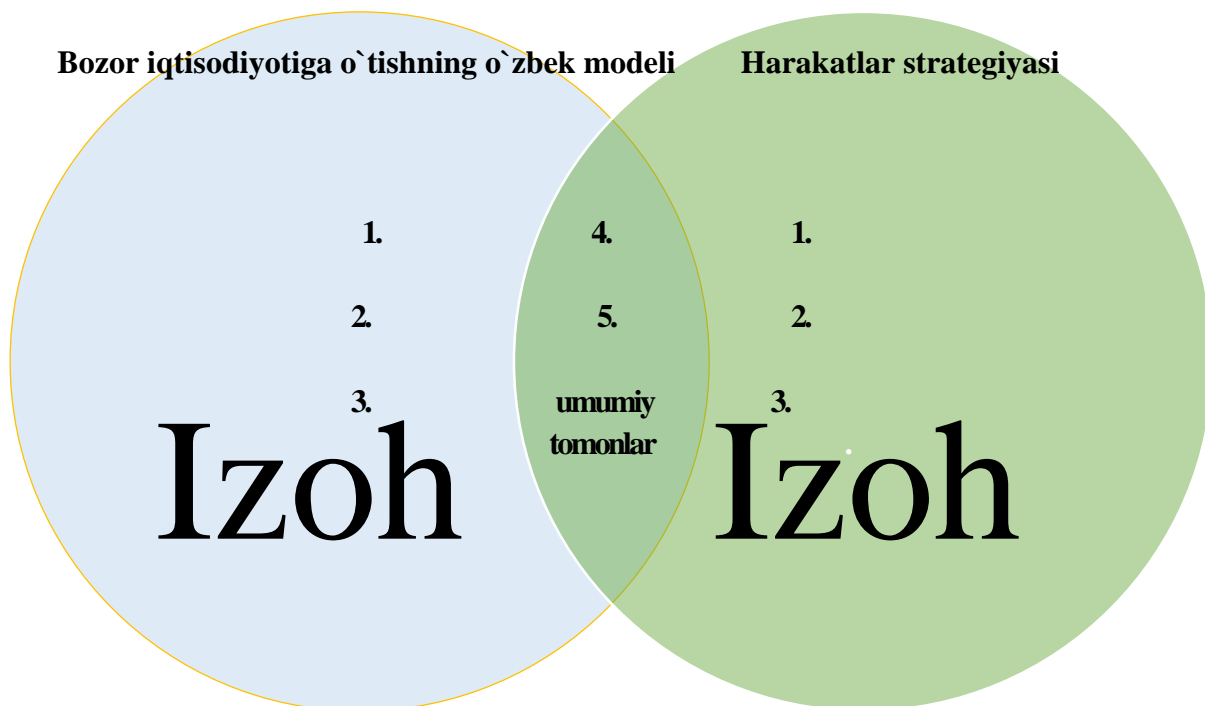 Bozor iqtisodiyotiga o`tishning o`zbek modeli
Harakatlar strategiyasi
1.
2.
3.
Izoh
4.
5.
umumiy
tomonlar
1.
2.
3.
Izoh